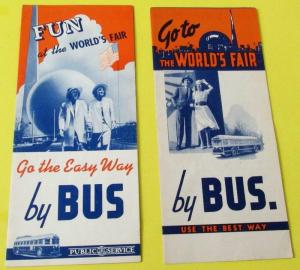 FUN
at the WORLD'S FAIR
Go the Easy Way
by BUS
PUBLIC SERVICE
Go to
THE WORLD'S FAIR
by BUS.
USE THE BEST WAY